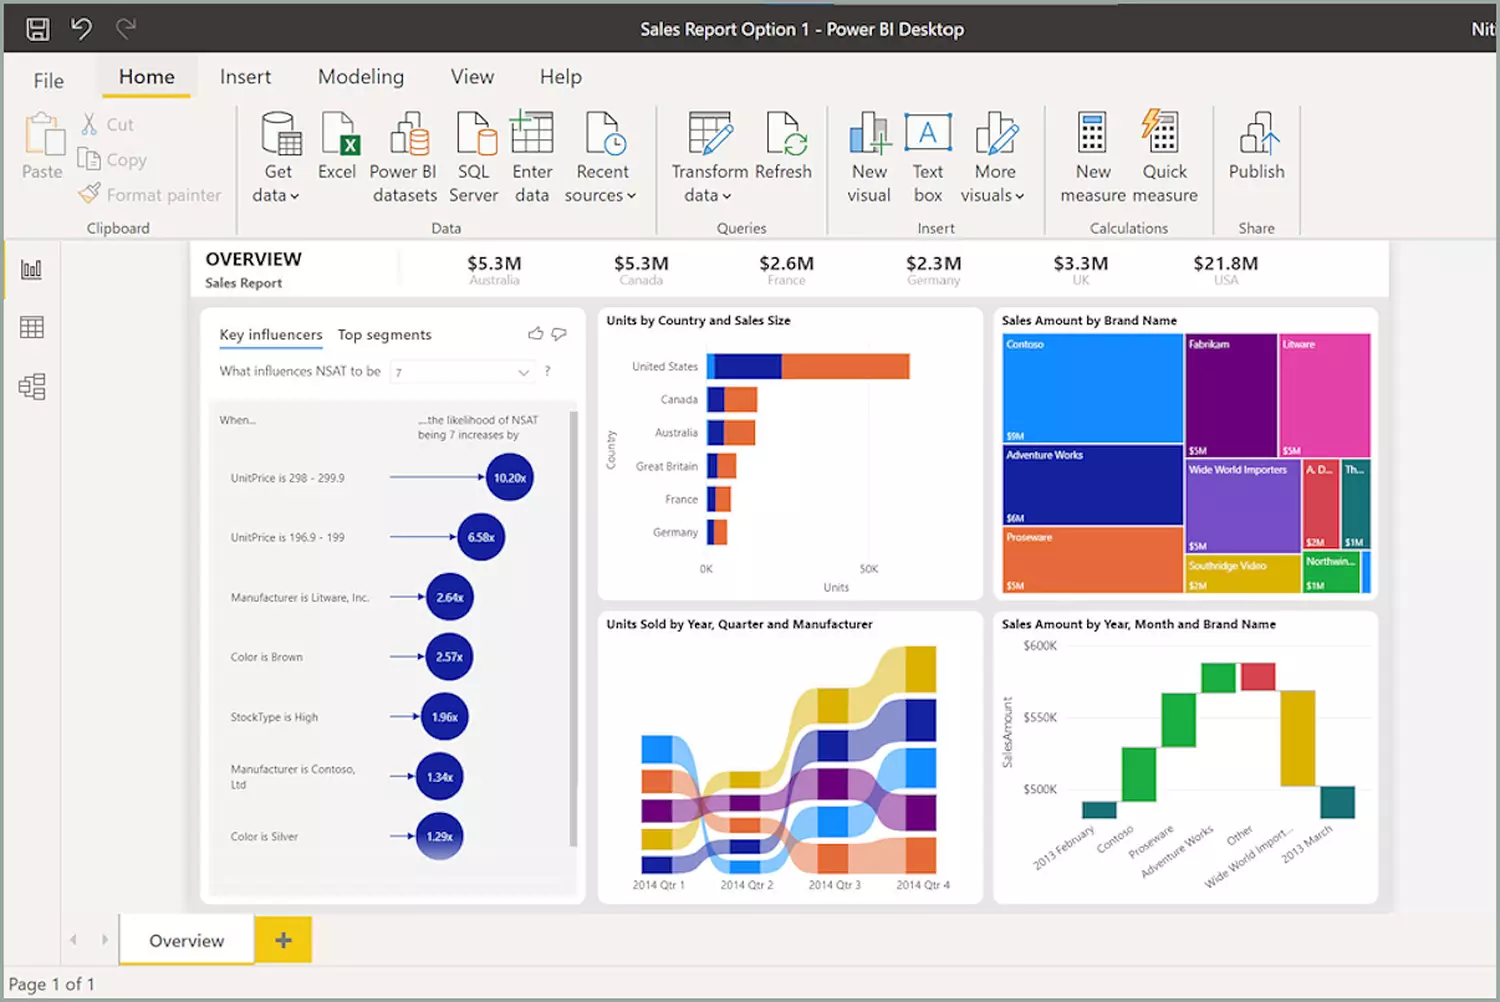 Sales Report Option 1 - Power BI Desktop
Nit
File
Home
Insert
Modeling
View
Help
Paste
Cut
Copy
Format painter
Clipboard
Get
data
Excel
Power BI
datasets
SQL
Server
Enter
data
Recent
sources
Data
Transform
data
Refresh
Queries
New
visual
Text
box
More
visuals
Insert
New
measure
Quick
measure
Calculations
Publish
Share
OVERVIEW
Sales Report
$5.3M
Australia
$5.3M
Canada
$2.6M
France
$2.3M
Germany
$3.3M
UK
$21.8M
USA
Key influencers
Top segments
What influences NSAT to be
7
?
When...
....the likelihood of NSAT
being 7 increases by
UnitPrice is 298 - 299.9
10.20x
UnitPrice is 196.9 - 199
6.58x
Manufacturer is Litware, Inc.
2.64x
Color is Brown
2.57x
StockType is High
1.96x
Manufacturer is Contoso,
Ltd
1.34x
Color is Silver
1.29x
Units by Country and Sales Size
Country
United States
Canada
Australia
Great Britain
France
Germany
0K
50K
Units
Sales Amount by Brand Name
Contoso
$9M
Adventure Works
$6M
Proseware
$5M
Fabrikam
$5M
Litware
$5M
Wide World Importers
$5M
Southridge Video
$2M
A. D...
$2M
Th...
$1M
Northwin...
$1M
Units Sold by Year, Quarter and Manufacturer
2014 Qtr 1
2014 Qtr 2
2014 Qtr 3
2014 Qtr 4
Sales Amount by Year, Month and Brand Name
SalesAmount
$600K
$550K
$500K
2013 February
Contoso
Proseware
Adventure Works
Other
Wide World Import...
2013 March
Overview
+
Page 1 of 1